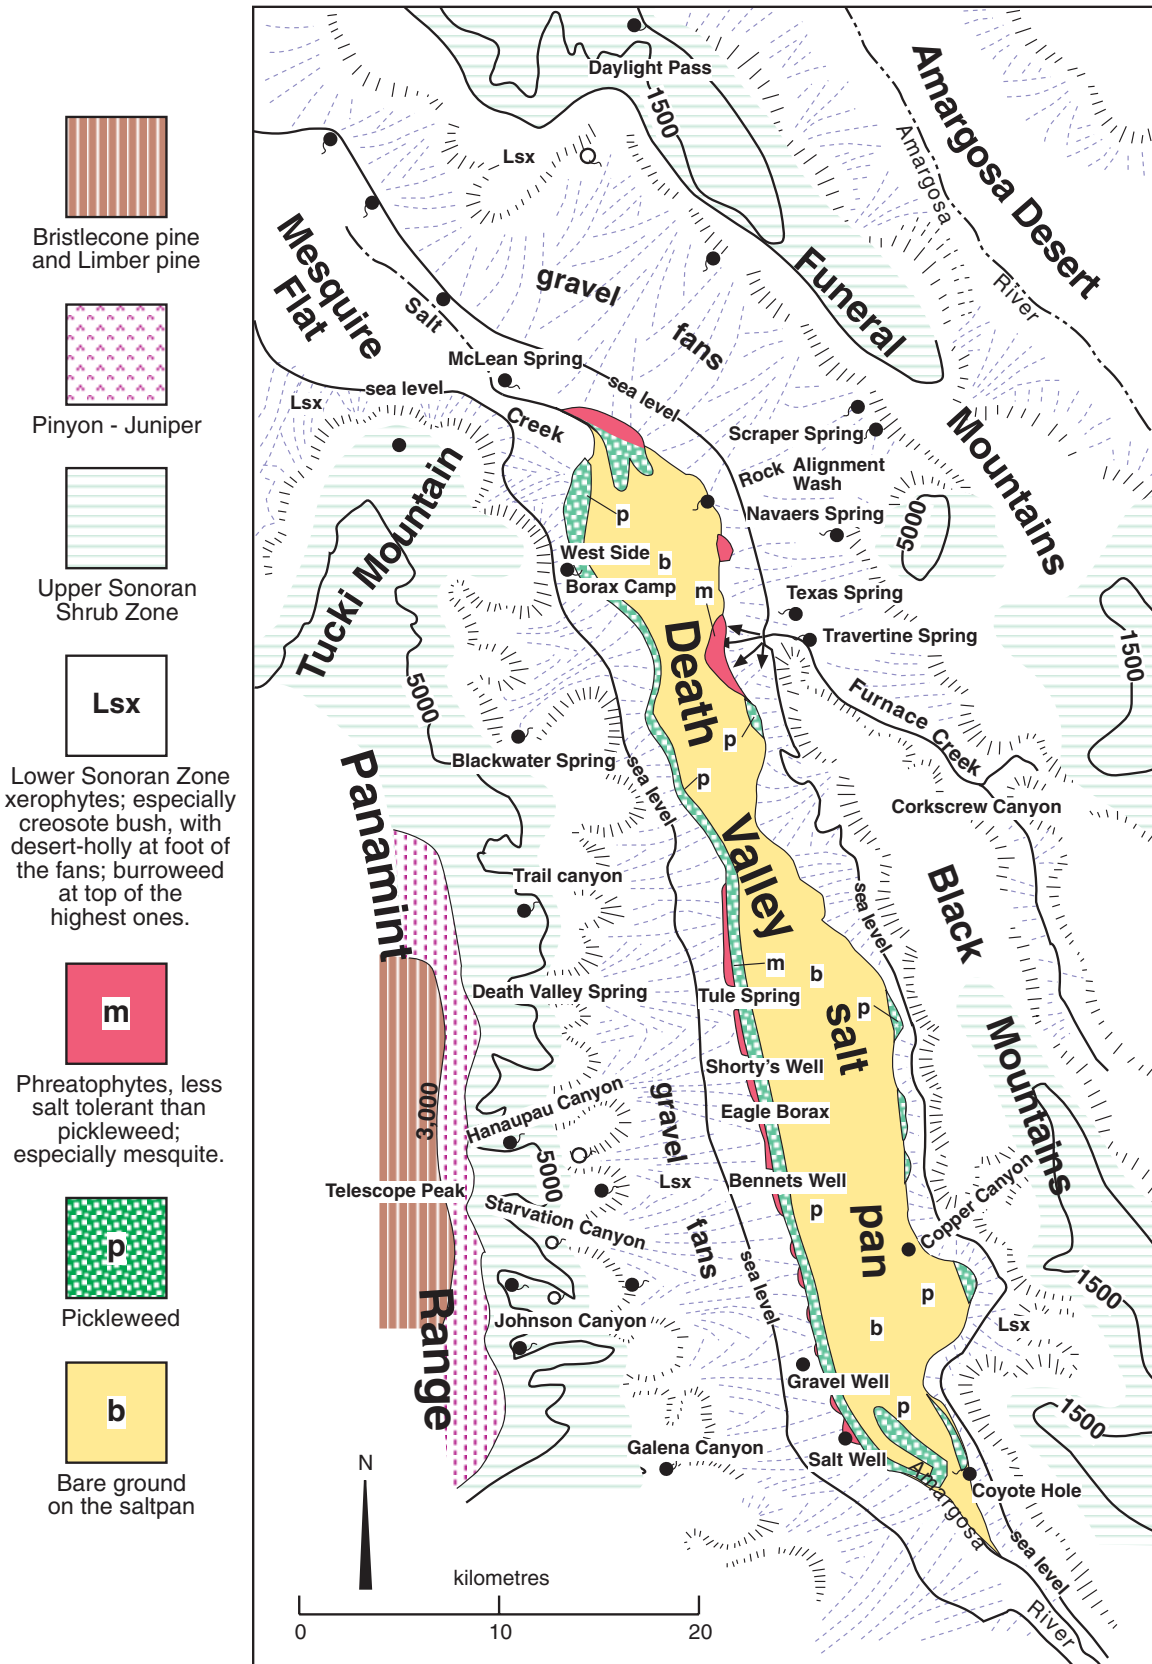 Bristlecone pine
and Limber pine
Pinyon - Juniper
Upper Sonoran
Shrub Zone
Lsx
Lower Sonoran Zone
xerophytes; especially
creosote bush, with
desert-holly at foot of
the fans; burroweed
at top of the
highest ones.
m
Phreatophytes, less
salt tolerant than
pickleweed;
especially mesquite.
p
Pickleweed
b
Bare ground
on the saltpan
Daylight Pass
1500
Amargosa Desert
Amargosa
River
Lsx
Mesquire
Flat
gravel
fans
Funeral
Mountains
Salt
Creek
McLean Spring
sea level
sea level
Lsx
Scraper Spring
Rock Alignment
Wash
Navaers Spring
5000
Tucki Mountain
p
West Side
Borax Camp
b
m
Texas Spring
Travertine Spring
1500
Furnace Creek
Death
Valley
salt
pan
5000
Blackwater Spring
sea level
p
p
Corkscrew Canyon
Panamint
Range
Trail canyon
sea level
Black
Mountains
m
b
p
Death Valley Spring
Tule Spring
Shorty's Well
3,000
Hanaupau Canyon
gravel
fans
Eagle Borax
5000
Lsx
Bennets Well
p
Telescope Peak
Starvation Canyon
Copper Canyon
sea level
p
1500
b
Lsx
Johnson Canyon
Gravel Well
p
1500
Galena Canyon
Salt Well
Amargosa
River
Coyote Hole
sea level
N
kilometres
0
10
20